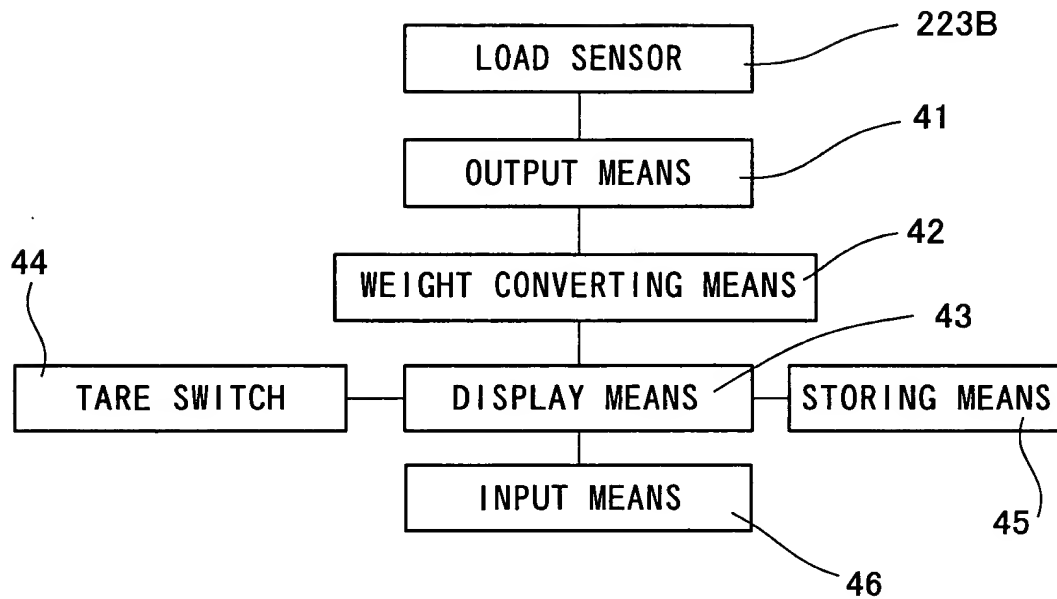 223B
LOAD SENSOR
41
OUTPUT MEANS
42
44
WEIGHT CONVERTING MEANS
43
TARE SWITCH
DISPLAY MEANS
STORING MEANS
INPUT MEANS
45
46